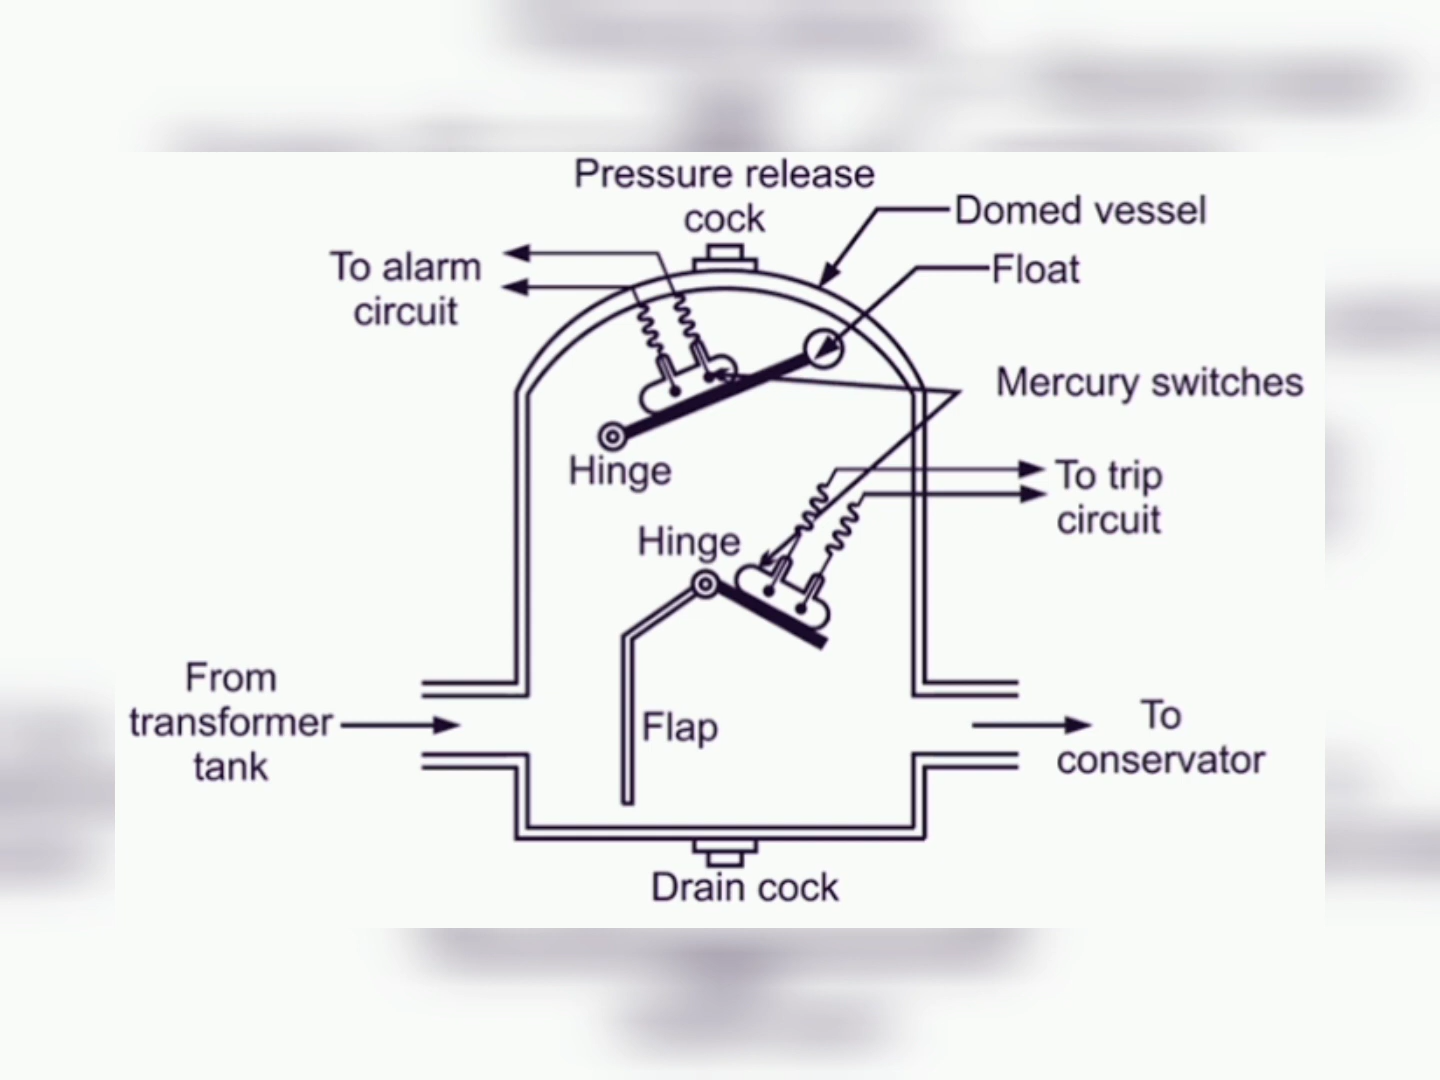 Pressure release
cock
Domed vessel
To alarm
circuit
Float
Mercury switches
Hinge
To trip
circuit
Hinge
From
transformer
tank
Flap
To
conservator
Drain cock